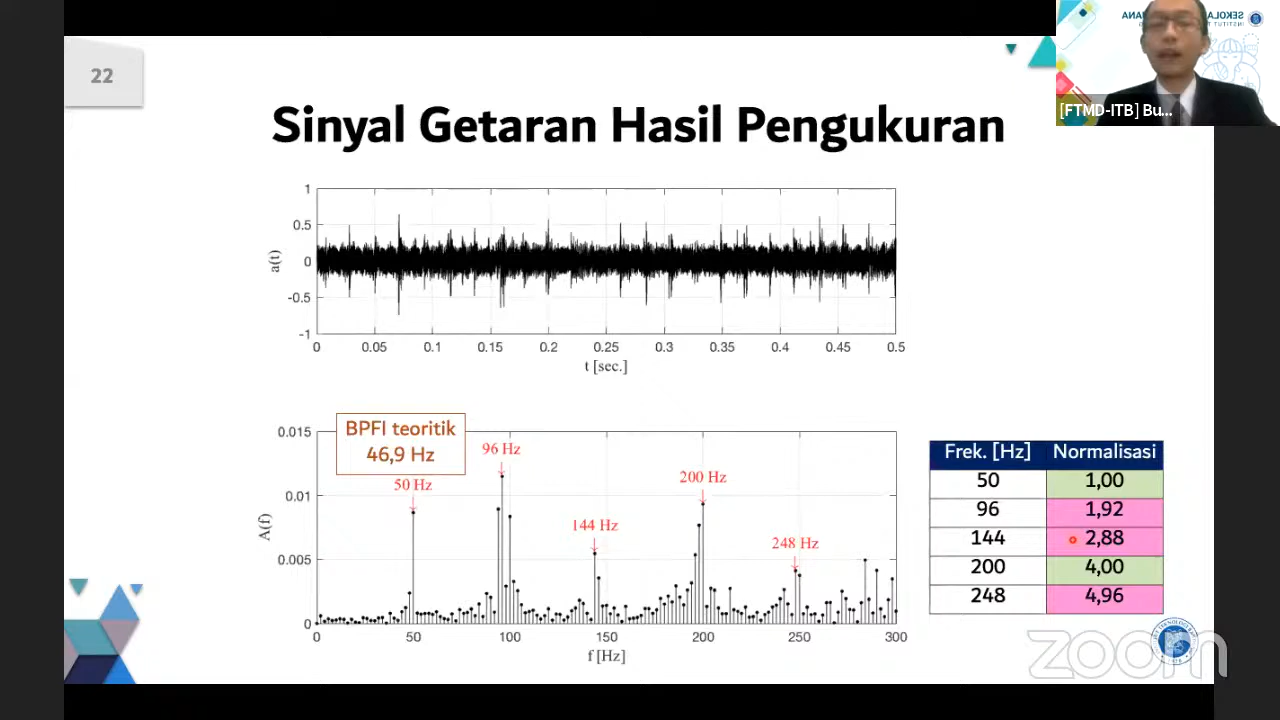 22
SEKOLA
ANA
INSTITUT T
[FTMD-ITB] Bu...
Sinyal Getaran Hasil Pengukuran
1
0.5
0
-0.5
-1
a(t)
0 0.05 0.1 0.15 0.2 0.25 0.3 0.35 0.4 0.45 0.5
t [sec.]
BPFI teoritik
46,9 Hz
50 Hz
96 Hz
144 Hz
200 Hz
248 Hz
0.015
0.01
0.005
0
A(f)
0 50 100 150 200 250 300
f [Hz]
Frek. [Hz] Normalisasi
50 1,00
96 1,92
144 2,88
200 4,00
248 4,96
zoom